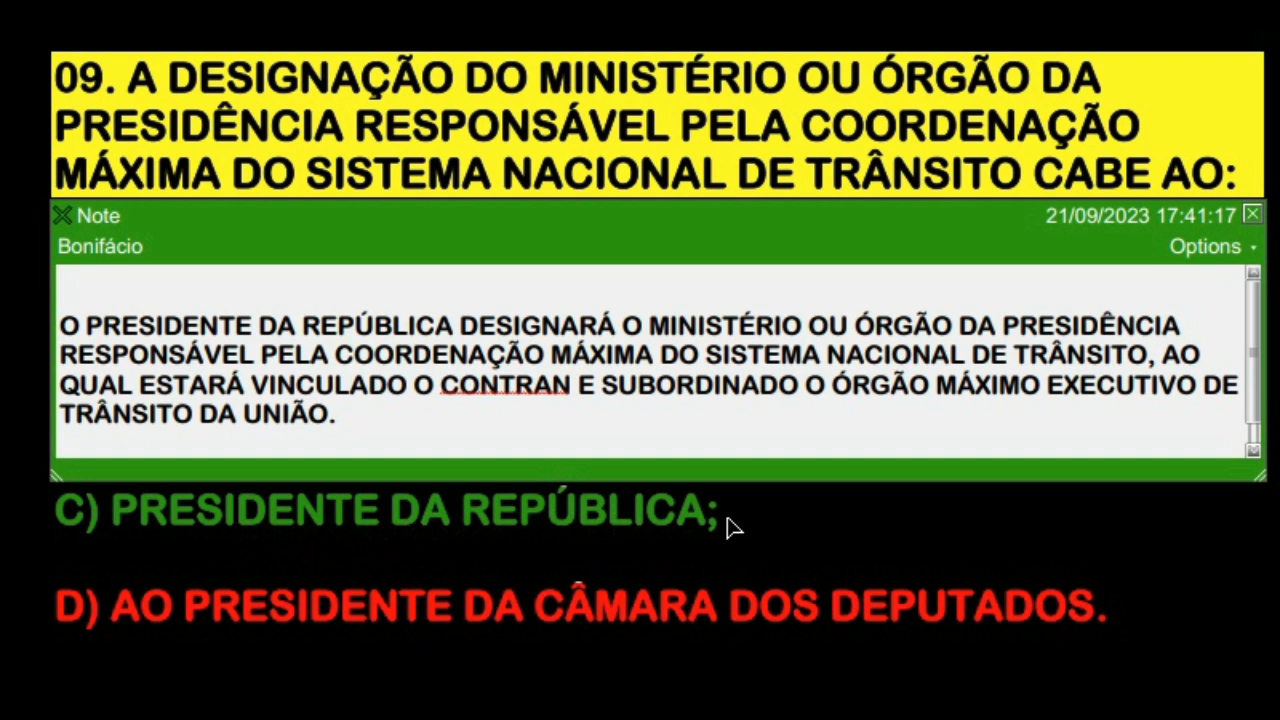 09. A DESIGNAÇÃO DO MINISTÉRIO OU ÓRGÃO DA
PRESIDÊNCIA RESPONSÁVEL PELA COORDENAÇÃO
MÁXIMA DO SISTEMA NACIONAL DE TRÂNSITO CABE AO:
Note 21/09/2023 17:41:17
Bonifácio Options
O PRESIDENTE DA REPÚBLICA DESIGNARÁ O MINISTÉRIO OU ÓRGÃO DA PRESIDÊNCIA
RESPONSÁVEL PELA COORDENAÇÃO MÁXIMA DO SISTEMA NACIONAL DE TRÂNSITO, AO
QUAL ESTARÁ VINCULADO O CONTRAN E SUBORDINADO O ÓRGÃO MÁXIMO EXECUTIVO DE
TRÂNSITO DA UNIÃO.
C) PRESIDENTE DA REPÚBLICA;
D) AO PRESIDENTE DA CÂMARA DOS DEPUTADOS.